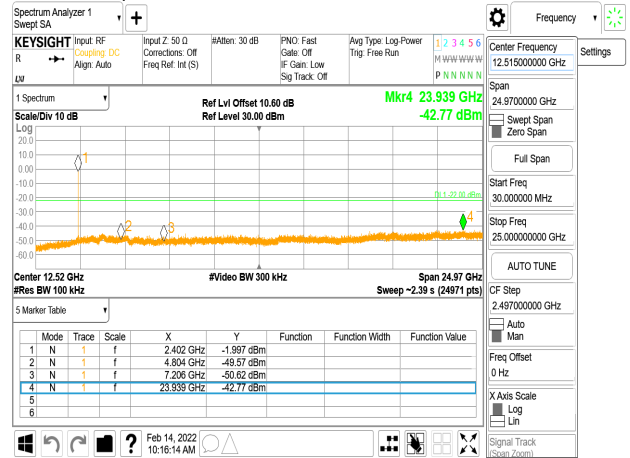 Spectrum Analyzer 1
Swept SA
KEYSIGHT
R
Input: RF
Coupling: DC
Align: Auto
Input Z: 50 Ω
Corrections: Off
Freq Ref: Int (S)
#Atten: 30 dB
PNO: Fast
Gate: Off
IF Gain: Low
Sig Track: Off
Avg Type: Log-Power
Trig: Free Run
1 2 3 4 5 6
M W W W W W
P N N N N N
1 Spectrum
Scale/Div 10 dB
Ref Lvl Offset 10.60 dB
Ref Level 30.00 dBm
Mkr4 23.939 GHz
-42.77 dBm
Log
20.0
10.0
0.00
-10.0
-20.0
-30.0
-40.0
-50.0
-60.0
1
2
3
4
DL1 -22.00 dBm
Center 12.52 GHz
#Res BW 100 kHz
#Video BW 300 kHz
Span 24.97 GHz
Sweep ~2.39 s (24971 pts)
5 Marker Table
Mode Trace Scale X Y Function Function Width Function Value
1 N 1 f 2.402 GHz -1.997 dBm
2 N 1 f 4.804 GHz -49.57 dBm
3 N 1 f 7.206 GHz -50.62 dBm
4 N 1 f 23.939 GHz -42.77 dBm
5
6
?
Feb 14, 2022
10:16:14 AM
Frequency
Settings
Center Frequency
12.515000000 GHz
Span
24.9700000 GHz
Swept Span
Zero Span
Full Span
Start Freq
30.000000 MHz
Stop Freq
25.000000000 GHz
AUTO TUNE
CF Step
2.497000000 GHz
Auto
Man
Freq Offset
0 Hz
X Axis Scale
Log
Lin
Signal Track
(Span Zoom)